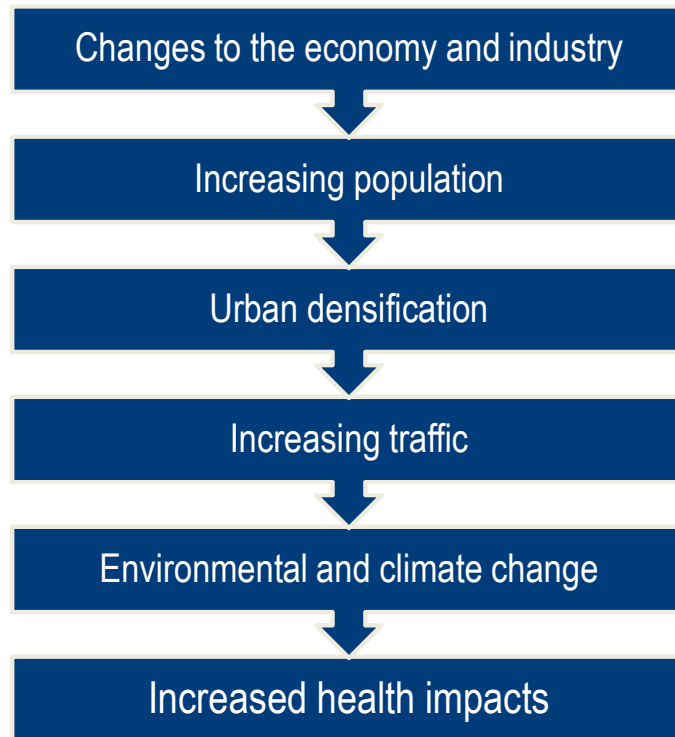 Changes to the economy and industry
Increasing population
Urban densification
Increasing traffic
Environmental and climate change
Increased health impacts